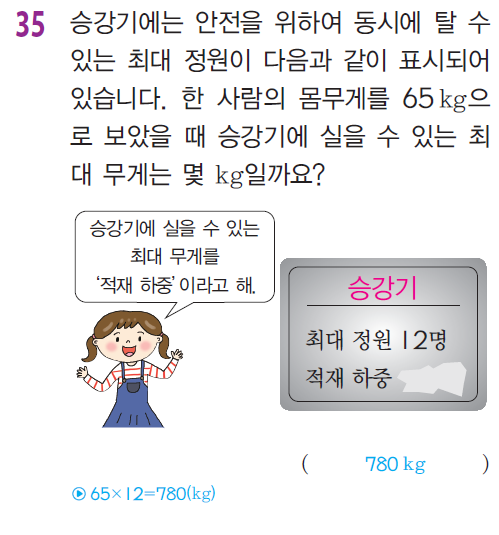 35 승강기에는 안전을 위하여 동시에 탈 수
있는 최대 정원이 다음과 같이 표시되어
있습니다. 한 사람의 몸무게를 65 kg으
로 보았을 때 승강기에 실을 수 있는 최
대 무게는 몇 kg일까요?
승강기에 실을 수 있는
최대 무게를
‘적재 하중’이라고 해.
승강기
최대 정원 12명
적재 하중
( 780 kg )
▶ 65×12=780(kg)